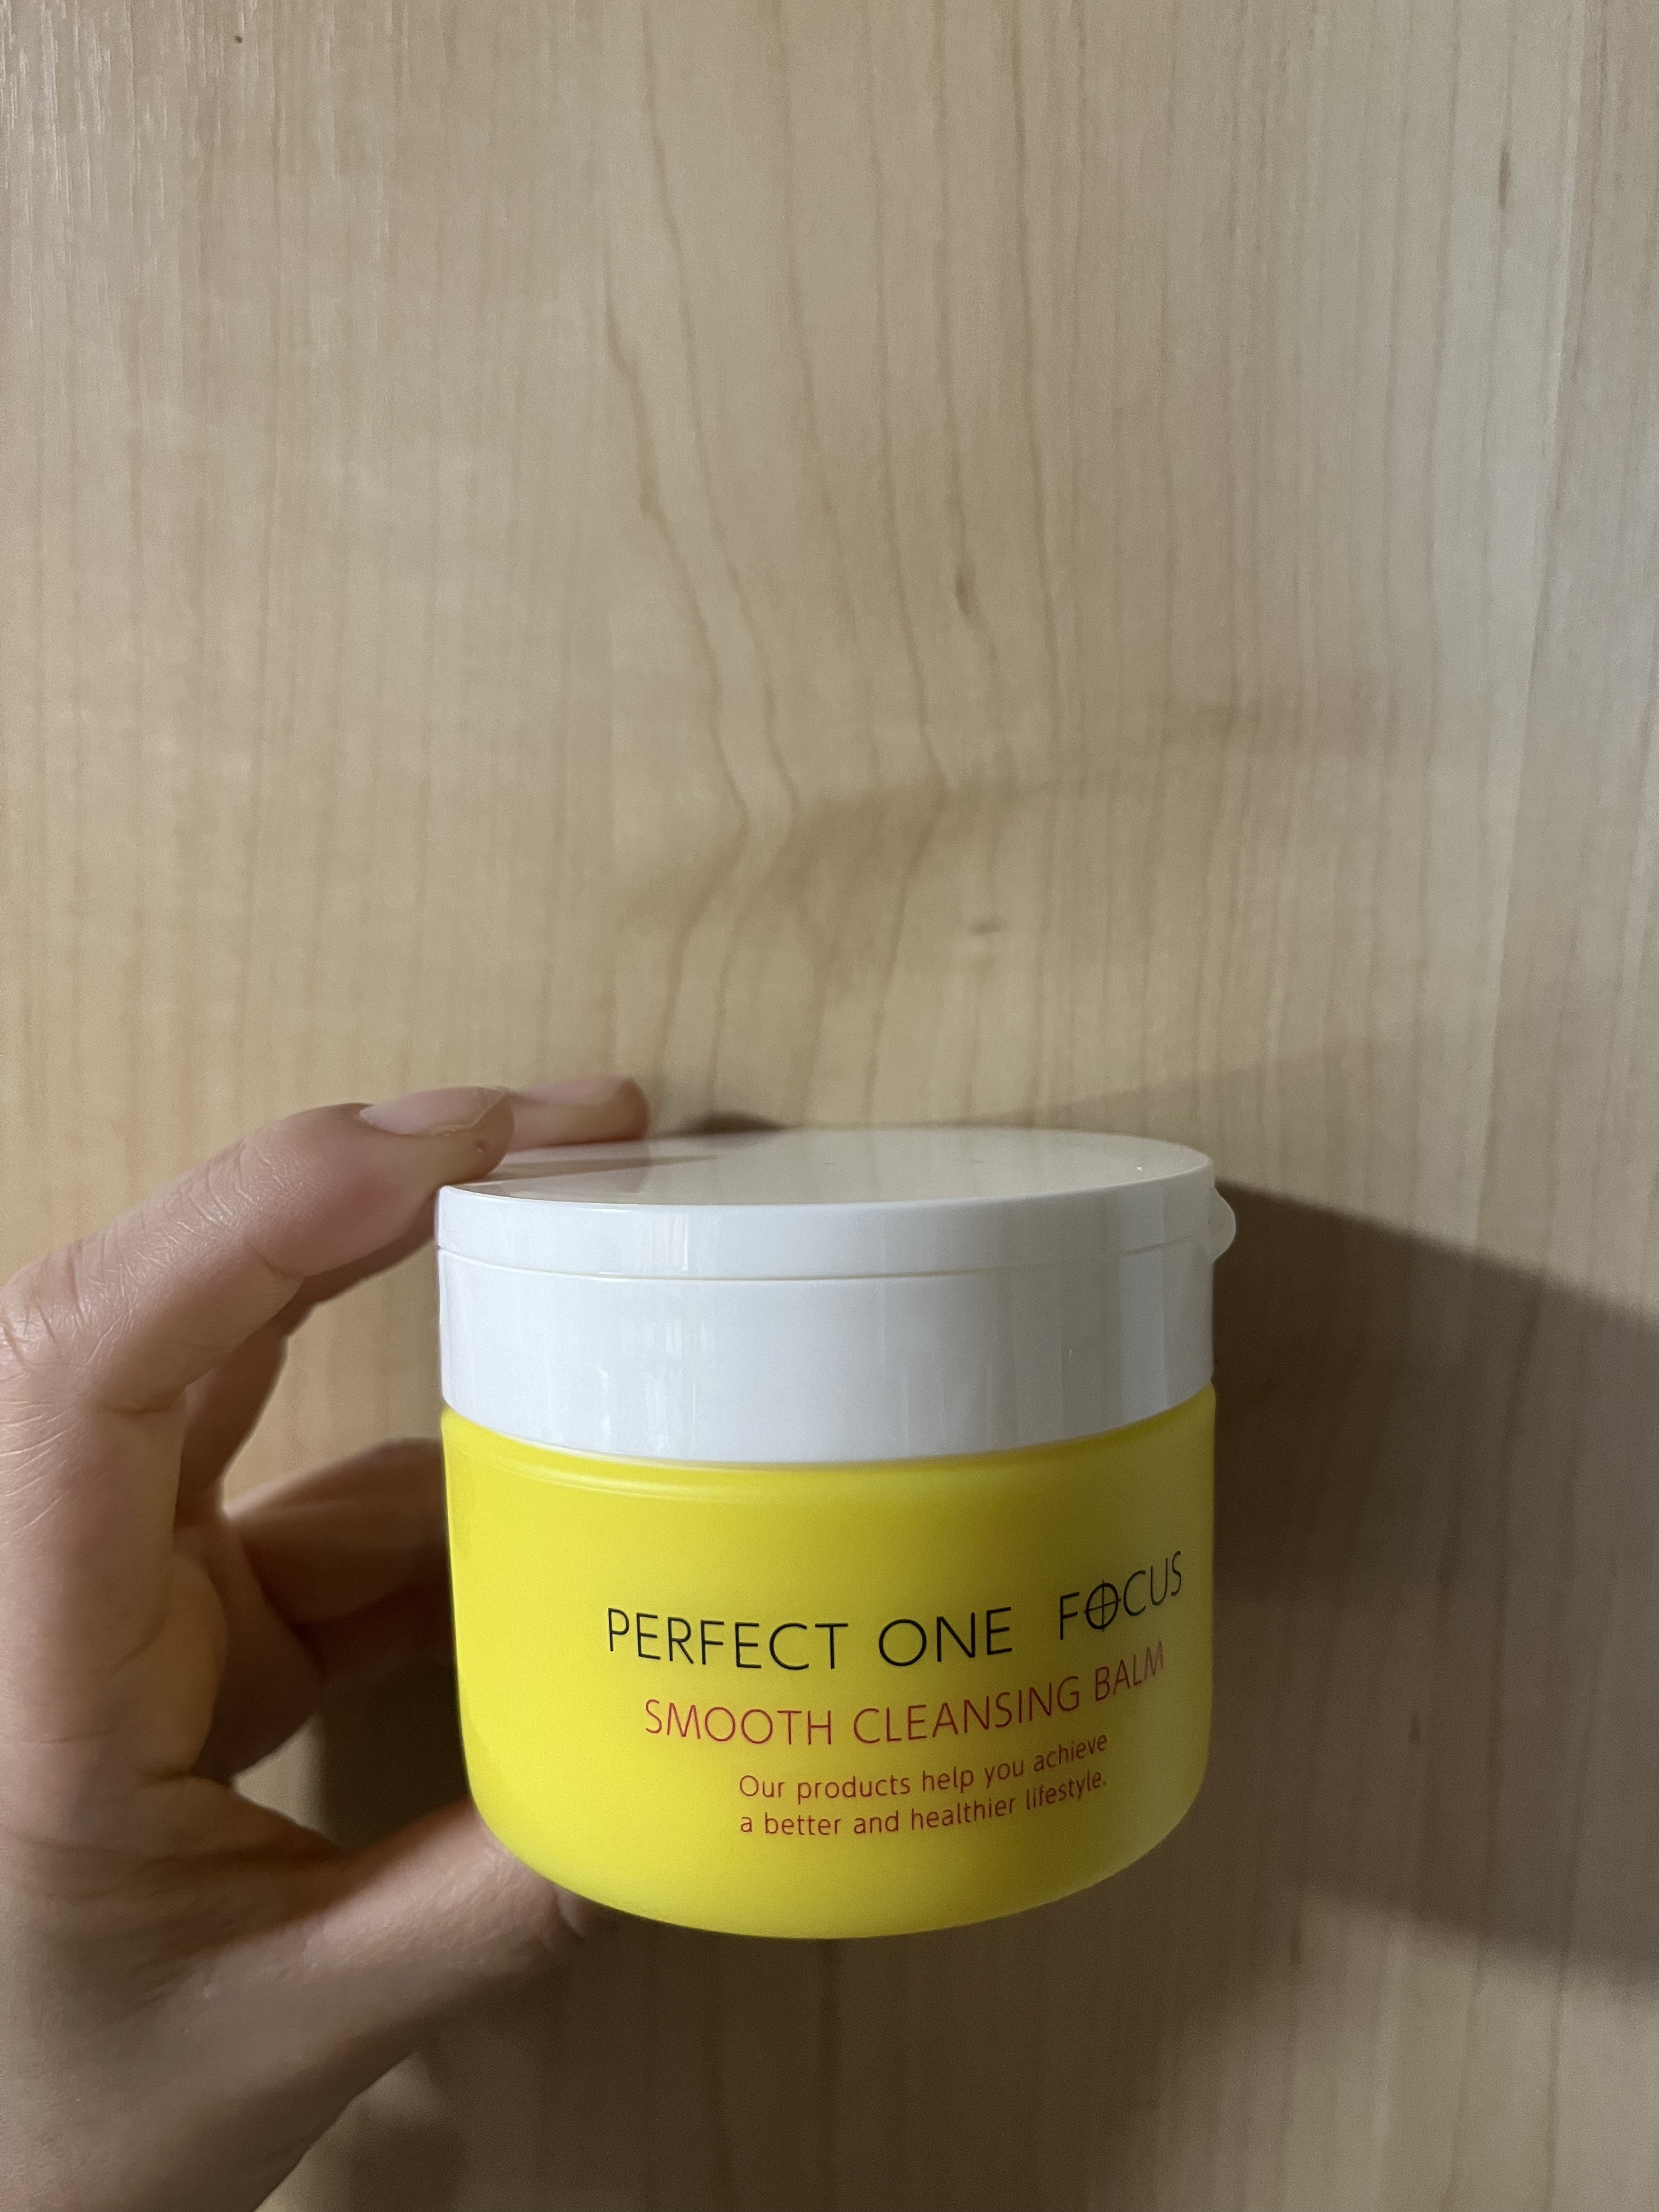 PERFECT ONE FOCUS
SMOOTH CLEANSING BALM
Our products help you achieve
a better and healthier lifestyle.